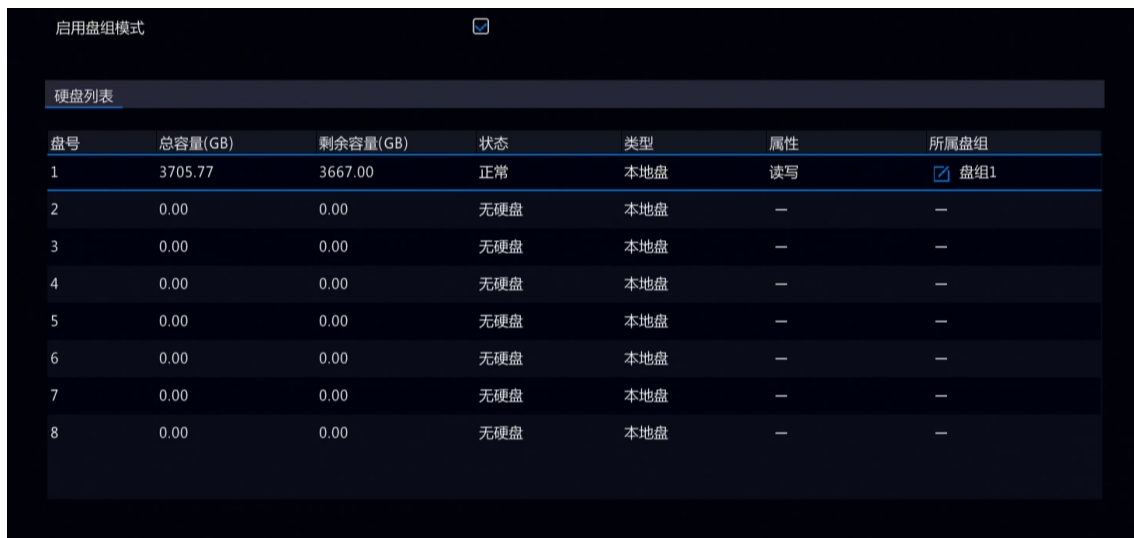 启用盘组模式
硬盘列表
盘号 总容量(GB) 剩余容量(GB) 状态 类型 属性 所属盘组
1 3705.77 3667.00 正常 本地盘 读写 盘组1
2 0.00 0.00 无硬盘 本地盘 — —
3 0.00 0.00 无硬盘 本地盘 — —
4 0.00 0.00 无硬盘 本地盘 — —
5 0.00 0.00 无硬盘 本地盘 — —
6 0.00 0.00 无硬盘 本地盘 — —
7 0.00 0.00 无硬盘 本地盘 — —
8 0.00 0.00 无硬盘 本地盘 — —